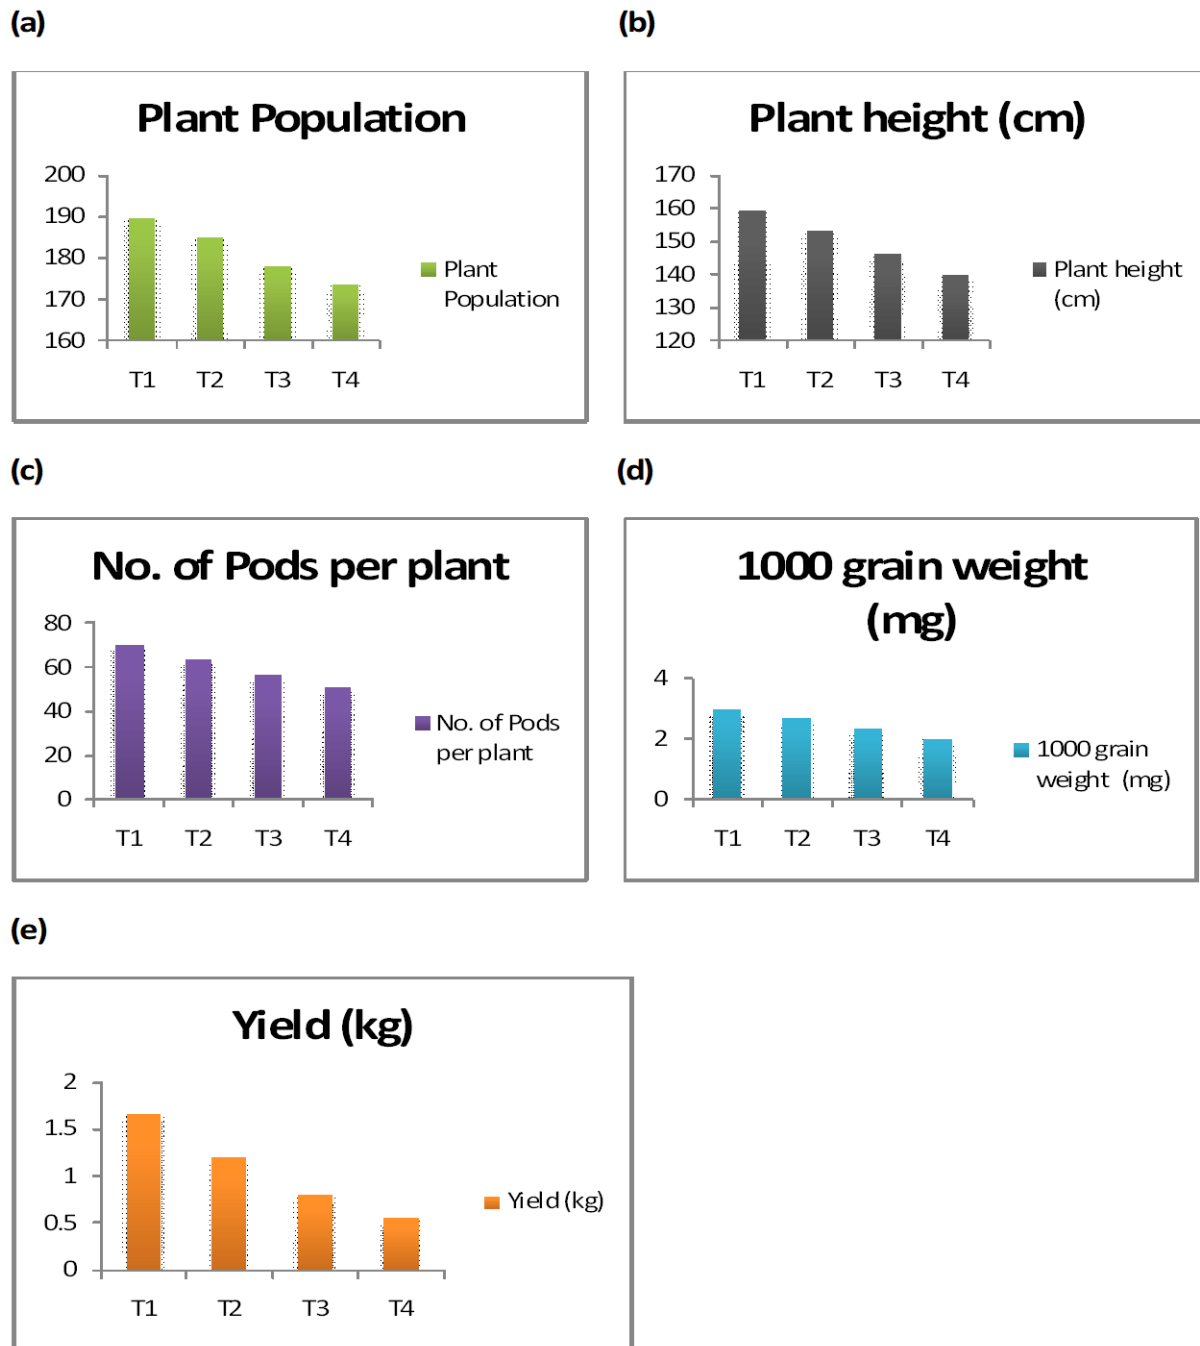 (a)
(b)
Plant Population
200
190
180
170
160
T1 T2 T3 T4
Plant
Population
Plant height (cm)
170
160
150
140
130
120
T1 T2 T3 T4
Plant height
(cm)
(c)
(d)
No. of Pods per plant
80
60
40
20
0
T1 T2 T3 T4
No. of Pods
per plant
1000 grain weight
(mg)
4
2
0
T1 T2 T3 T4
1000 grain
weight (mg)
(e)
Yield (kg)
2
1.5
1
0.5
0
T1 T2 T3 T4
Yield (kg)